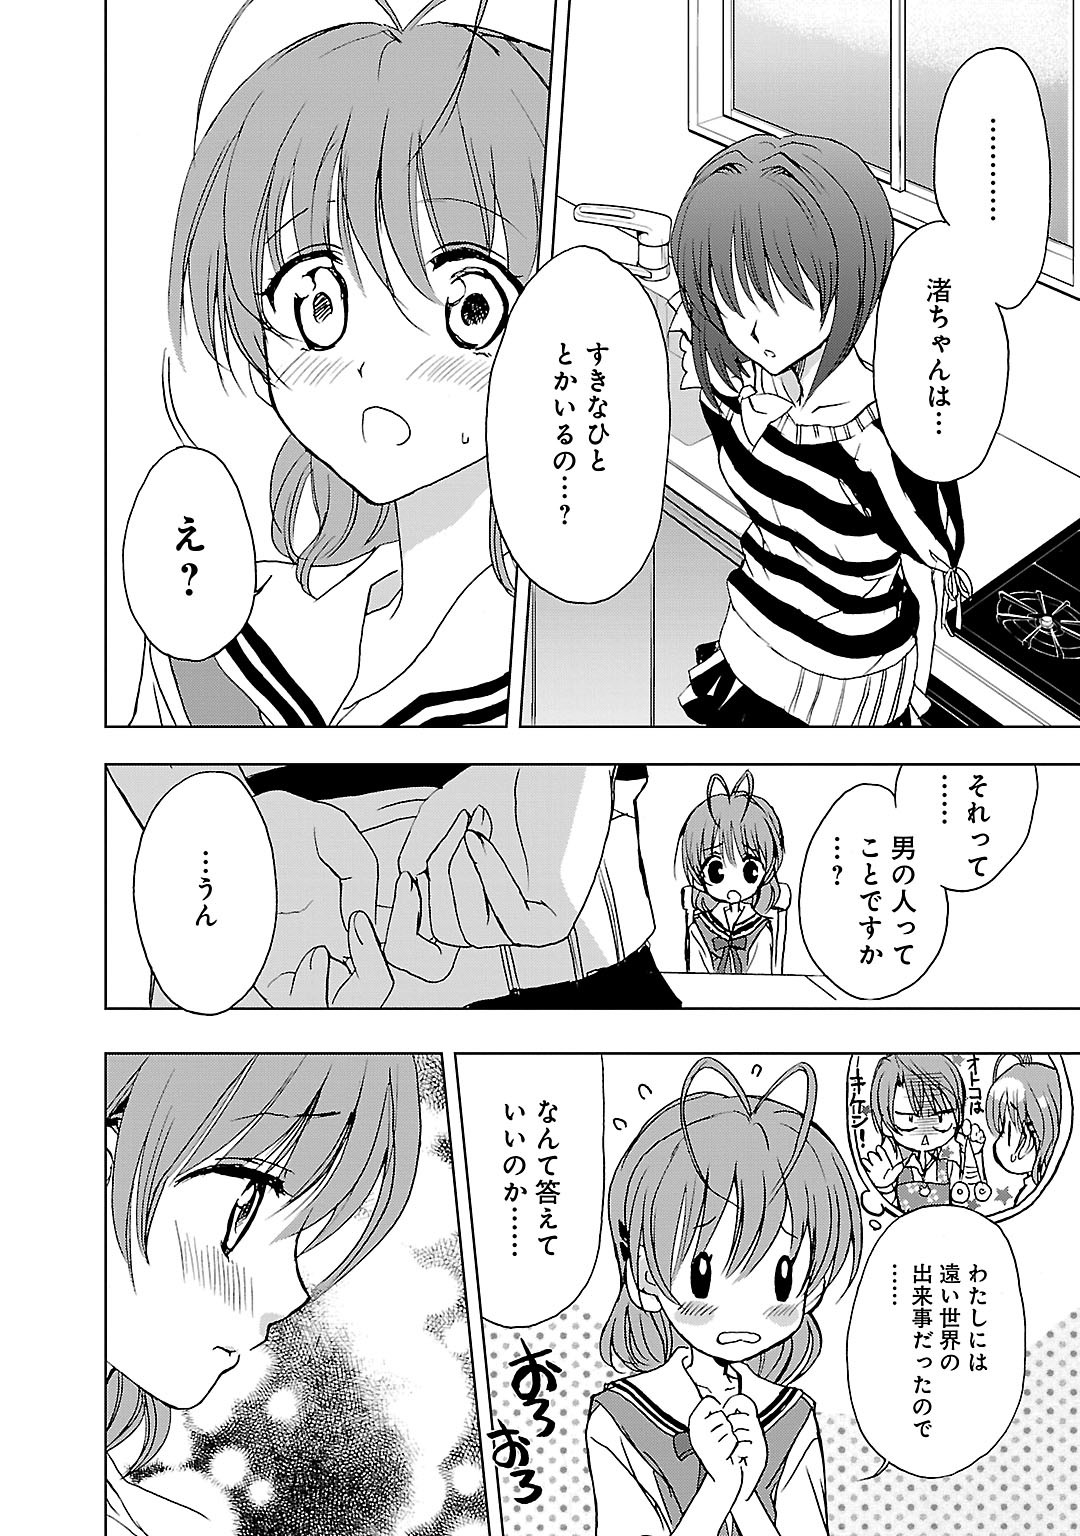 …………
渚ちゃんは…
すきなひと
とかいるの…?
え?
それって
……
男の人って
ことですか
…?
…うん
オトコは
キケン!
わたしには
遠い世界の
出来事だったので
……
なんて答えて
いいのか……
おろ
おろ